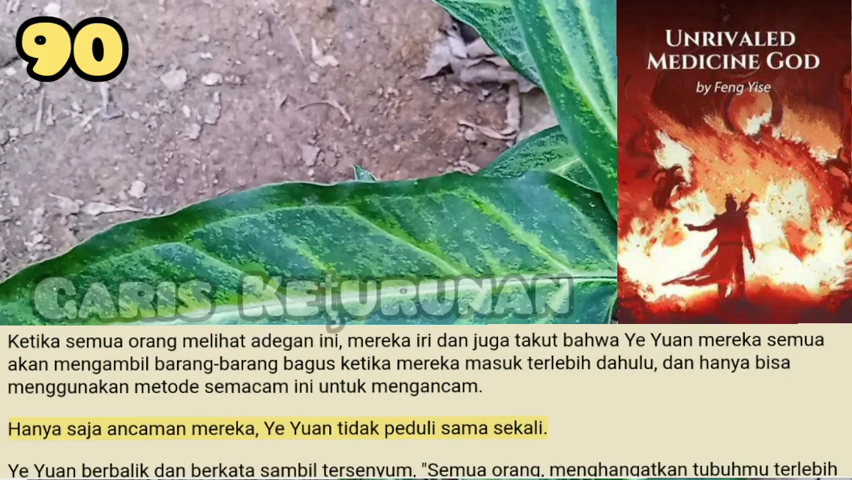 90
UNRIVALED
MEDICINE GOD
by Feng Yise
GARIS KETURUNAN
Ketika semua orang melihat adegan ini, mereka iri dan juga takut bahwa Ye Yuan mereka semua
akan mengambil barang-barang bagus ketika mereka masuk terlebih dahulu, dan hanya bisa
menggunakan metode semacam ini untuk mengancam.
Hanya saja ancaman mereka, Ye Yuan tidak peduli sama sekali.
Ye Yuan berbalik dan berkata sambil tersenyum, "Semua orang, menghangatkan tubuhmu terlebih